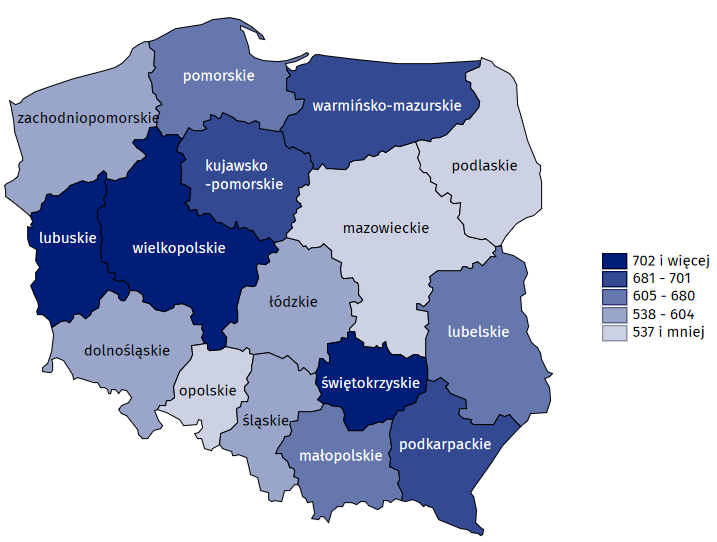 pomorskie
warmińsko-mazurskie
zachodniopomorskie
podlaskie
kujawsko
-pomorskie
mazowieckie
lubuskie
wielkopolskie
łódzkie
lubelskie
dolnośląskie
świętokrzyskie
opolskie
śląskie
podkarpackie
małopolskie
702 i więcej
681 - 701
605 - 680
538 - 604
537 i mniej